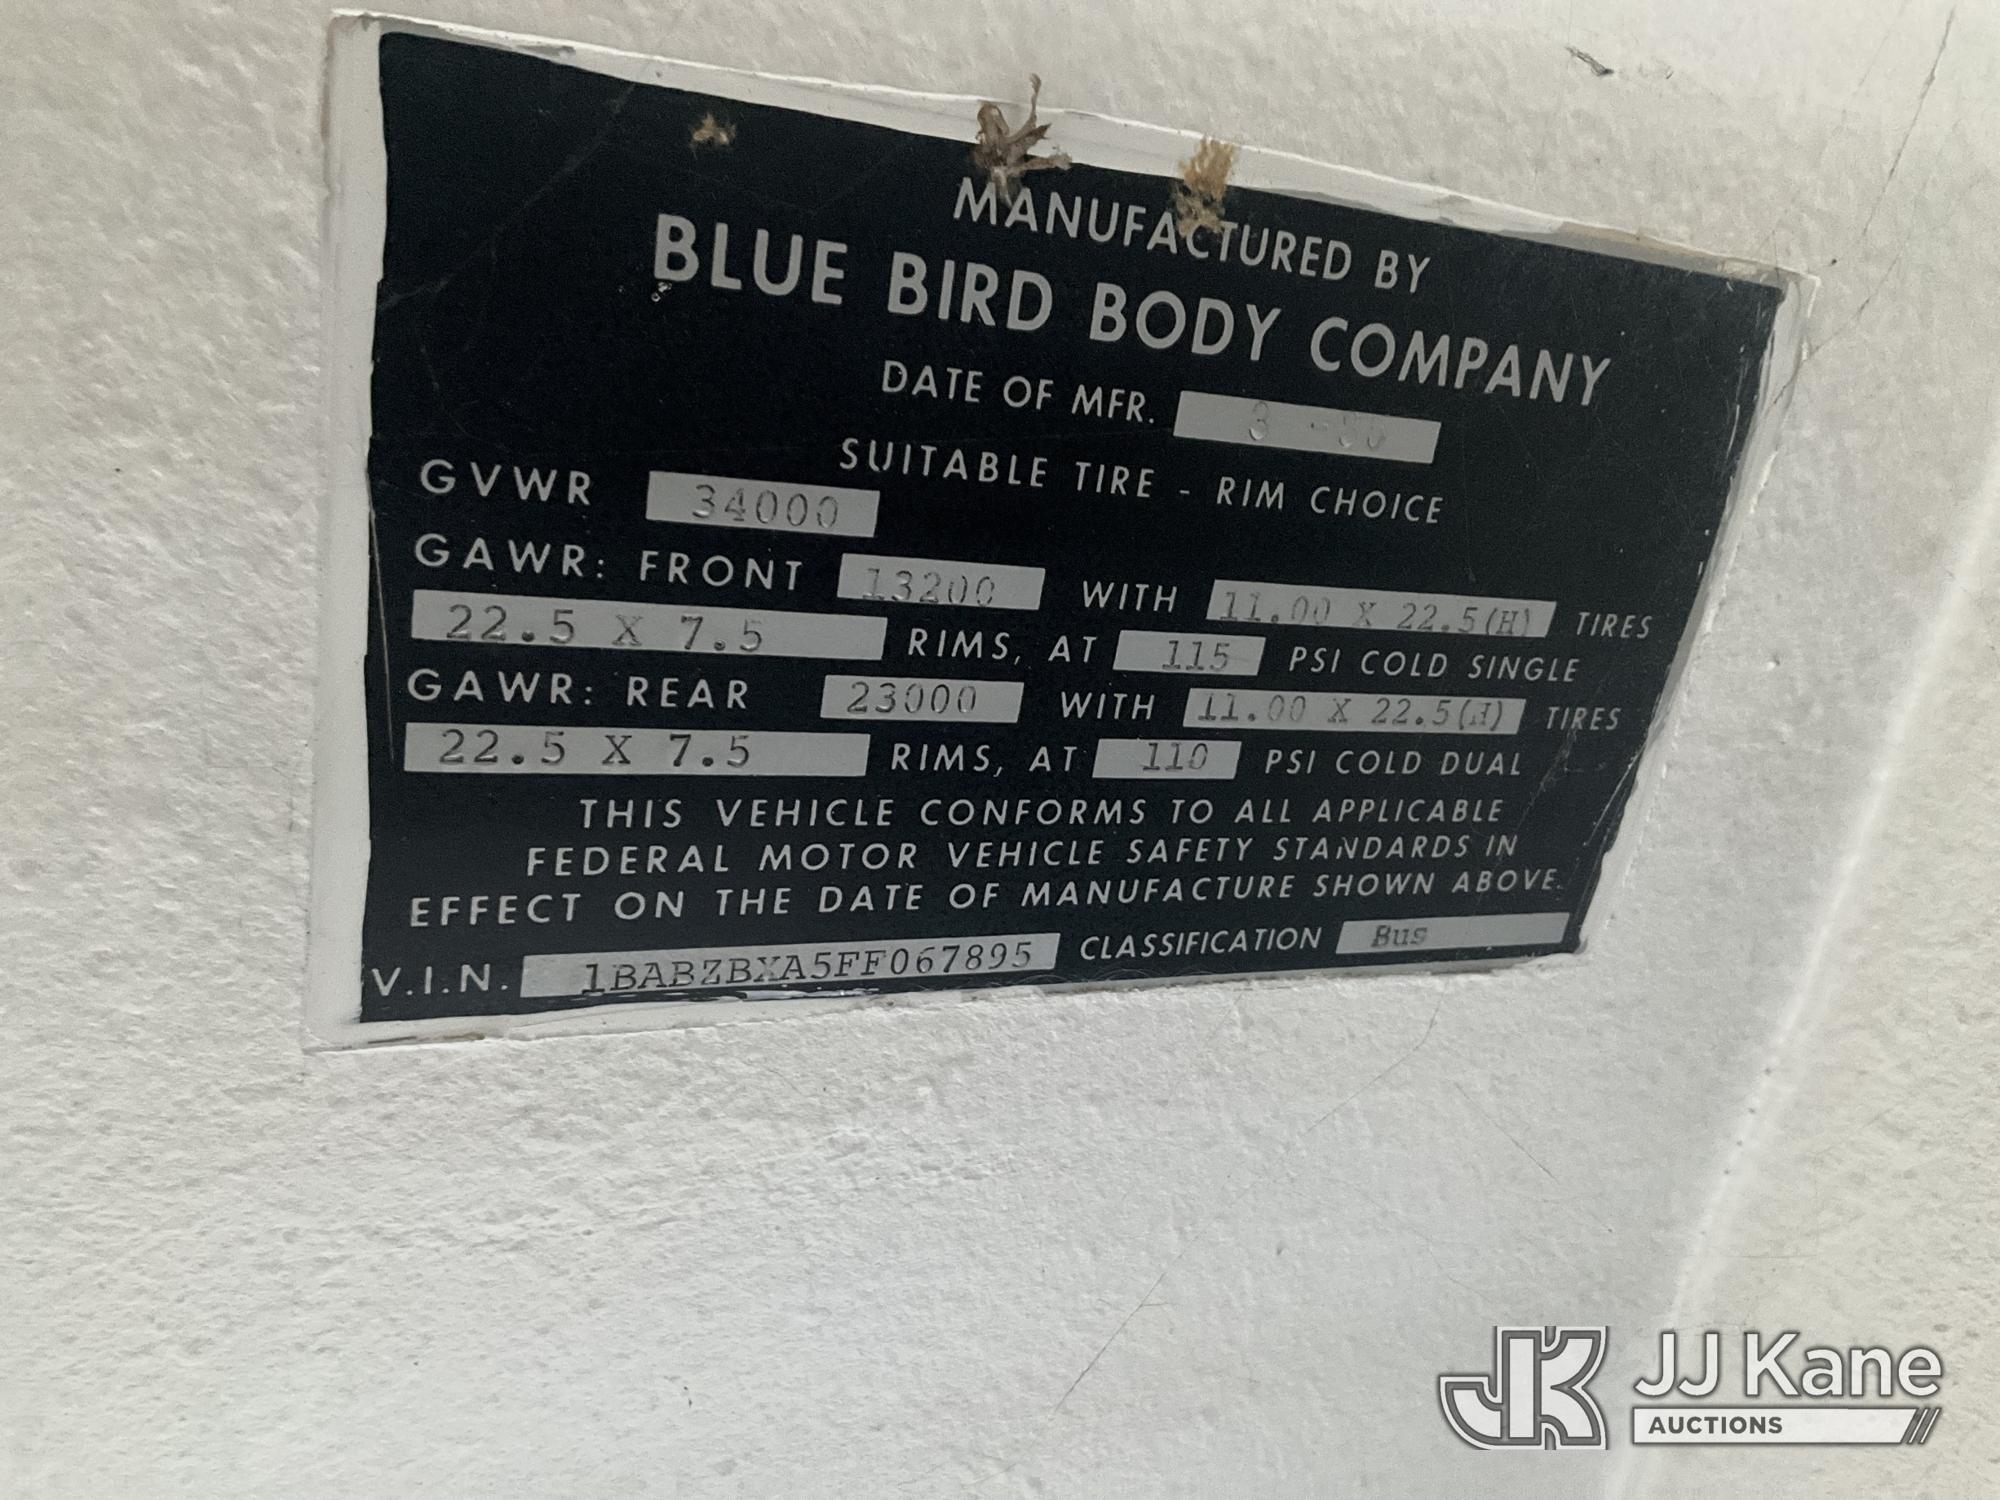 MANUFACTURED BY
BLUE BIRD BODY COMPANY
DATE OF MFR. 3 -
SUITABLE TIRE - RIM CHOICE
GVWR 34000
GAWR: FRONT 13200 WITH 11.00 X 22.5(H) TIRES
22.5 X 7.5 RIMS, AT 115 PSI COLD SINGLE
GAWR: REAR 23000 WITH 11.00 X 22.5(H) TIRES
22.5 X 7.5 RIMS, AT 110 PSI COLD DUAL
THIS VEHICLE CONFORMS TO ALL APPLICABLE
FEDERAL MOTOR VEHICLE SAFETY STANDARDS IN
EFFECT ON THE DATE OF MANUFACTURE SHOWN ABOVE.
V.I.N. 1BABZBXA5FF067895 CLASSIFICATION Bus
JK JJ Kane
AUCTIONS